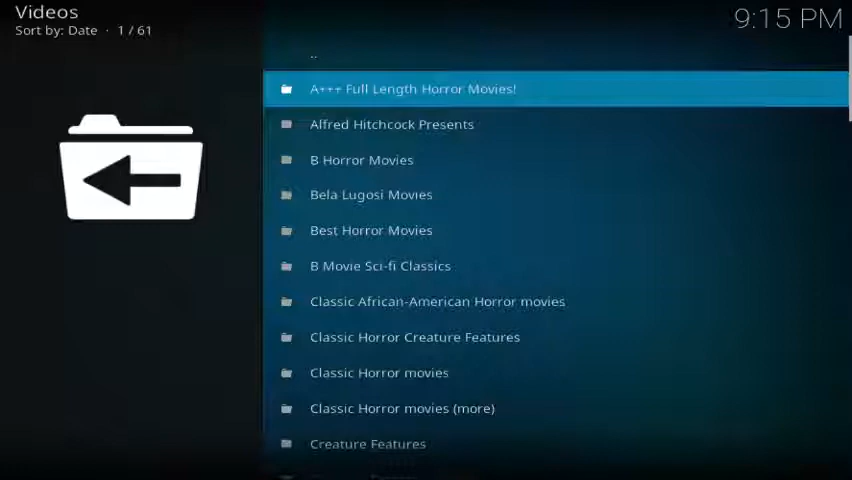 Videos
Sort by: Date · 1 / 61
9:15 PM
..
A+++ Full Length Horror Movies!
Alfred Hitchcock Presents
B Horror Movies
Bela Lugosi Movies
Best Horror Movies
B Movie Sci-fi Classics
Classic African-American Horror movies
Classic Horror Creature Features
Classic Horror movies
Classic Horror movies (more)
Creature Features